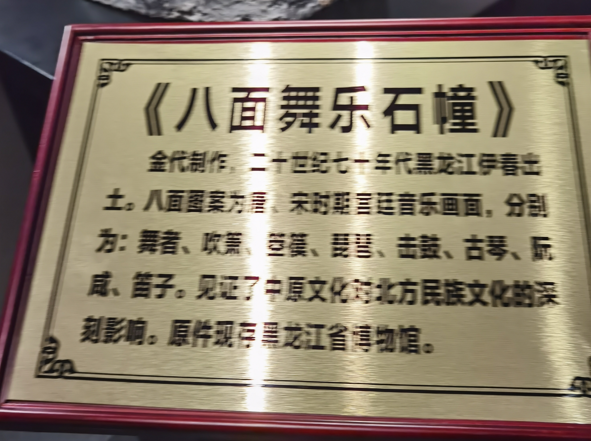 《八面舞乐石幢》
金代制作，二十世纪七十年代黑龙江伊春出
土。八面图案为唐、宋时期宫廷音乐画面，分别
为：舞者、吹箫、箜篌、琵琶、击鼓、古琴、阮
咸、笛子。见证了中原文化对北方民族文化的深
刻影响。原件现存黑龙江省博物馆。